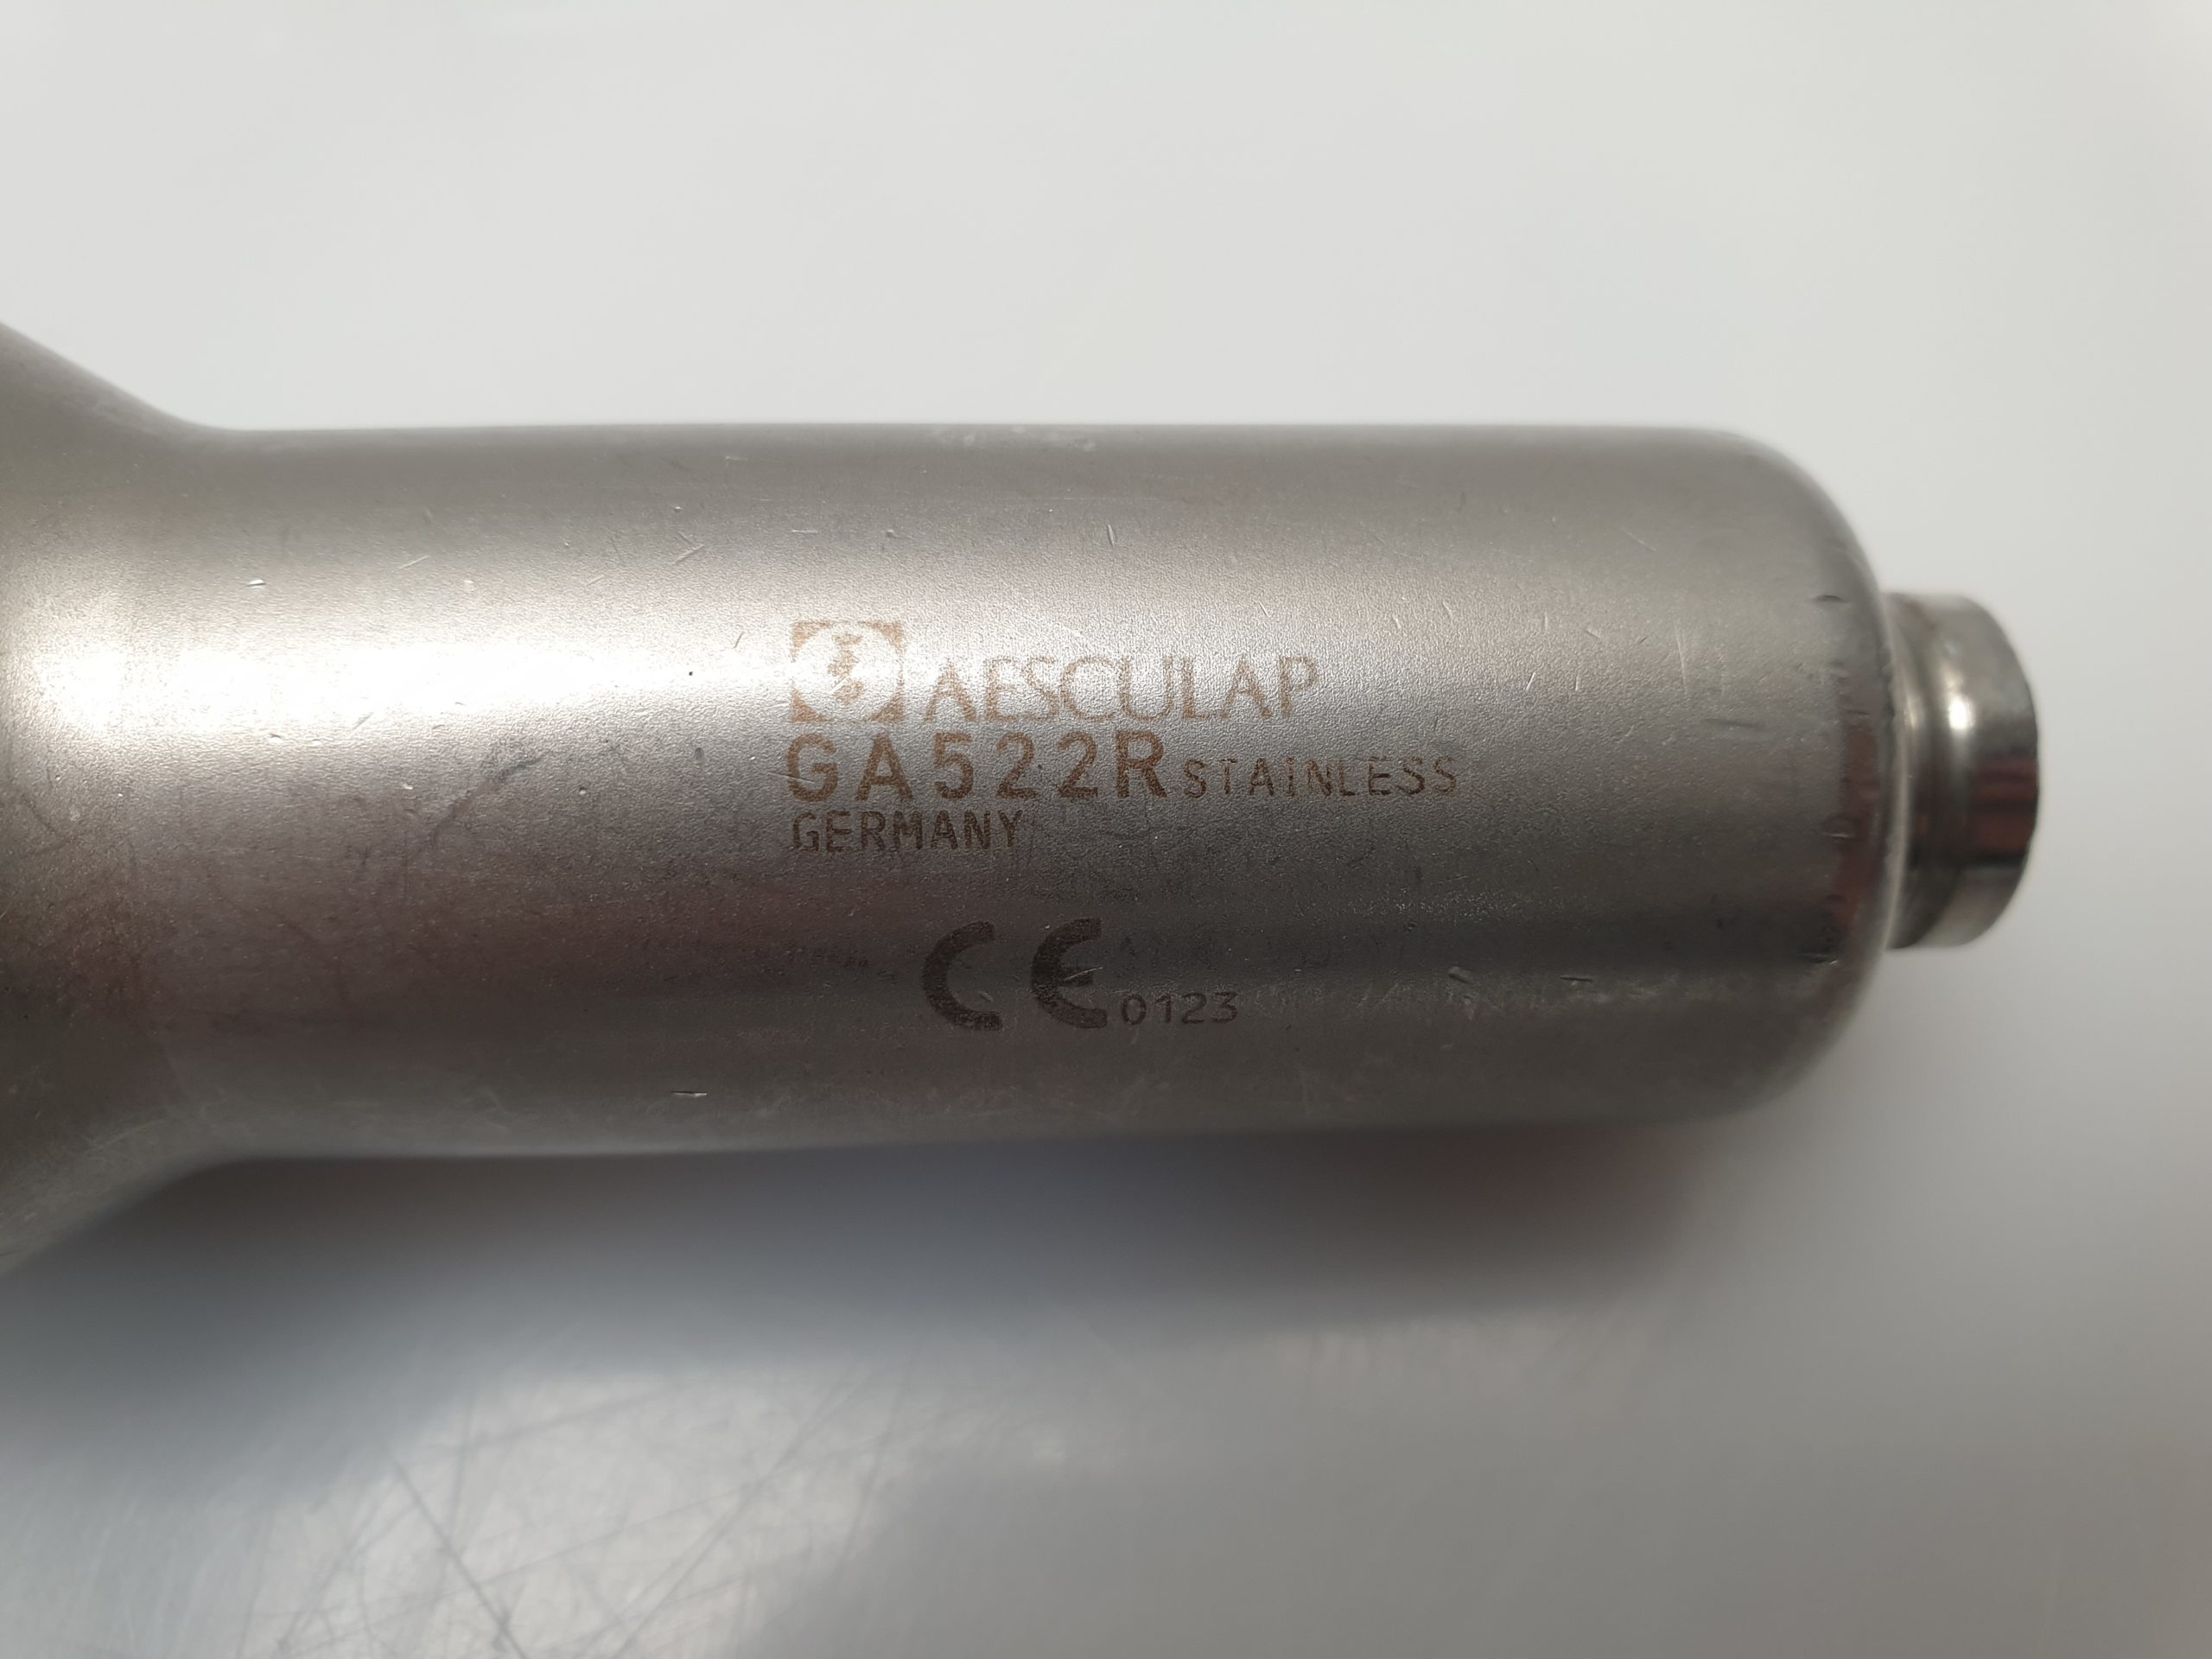 AESCULAP
GA522R STAINLESS
GERMANY
CE 0123